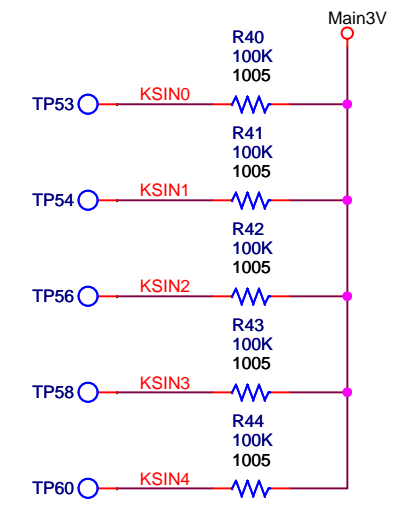 Main3V
R40
100K
1005
TP53
KSIN0
R41
100K
1005
TP54
KSIN1
R42
100K
1005
TP56
KSIN2
R43
100K
1005
TP58
KSIN3
R44
100K
1005
TP60
KSIN4